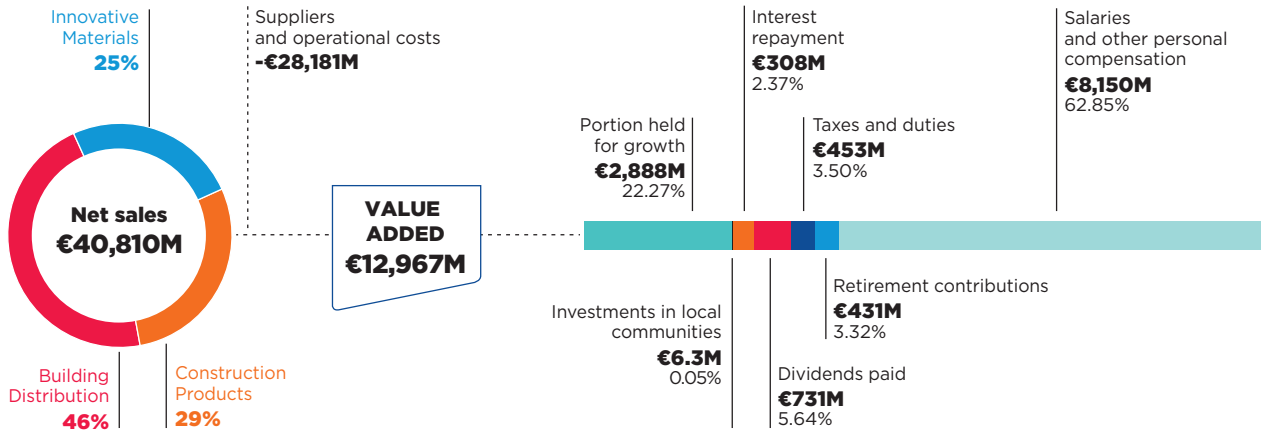 Innovative
Materials
25%
Suppliers
and operational costs
-€28,181M
Net sales
€40,810M
Building
Distribution
46%
Construction
Products
29%
VALUE
ADDED
€12,967M
Portion held
for growth
€2,888M
22.27%
Interest
repayment
€308M
2.37%
Taxes and duties
€453M
3.50%
Salaries
and other personal
compensation
€8,150M
62.85%
Investments in local
communities
€6.3M
0.05%
Dividends paid
€731M
5.64%
Retirement contributions
€431M
3.32%